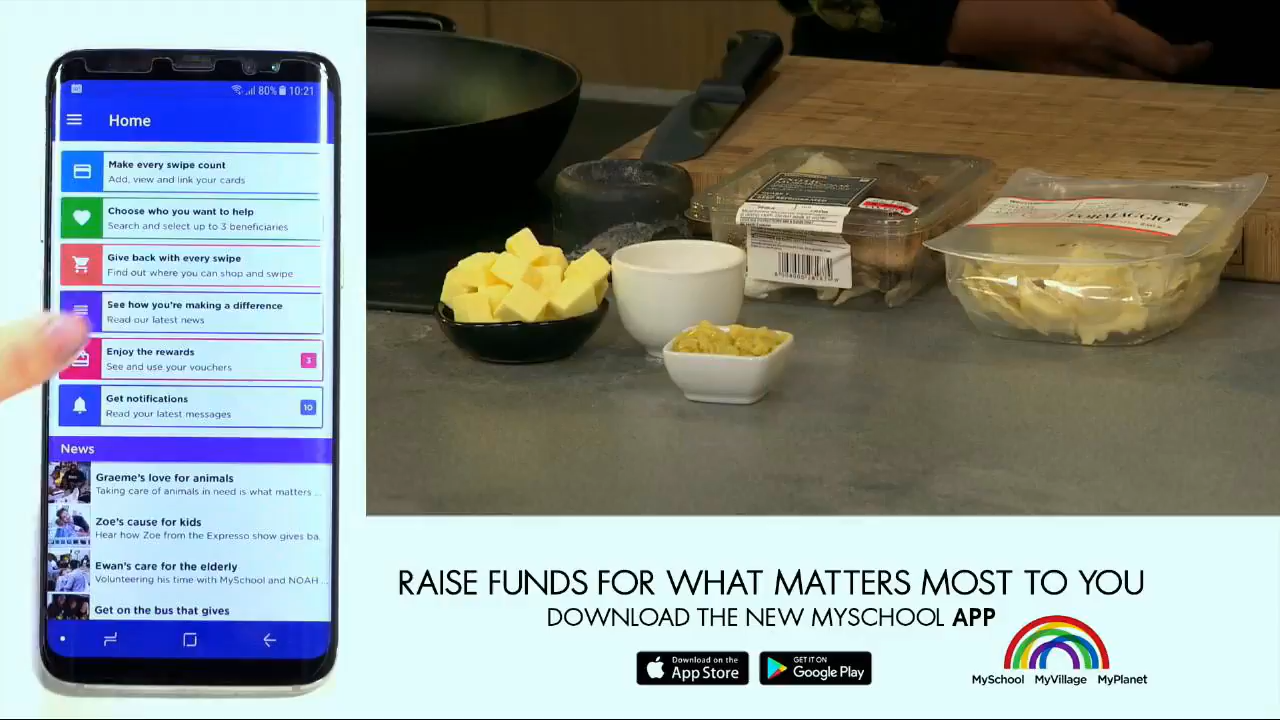 80% 10:21
Home
Make every swipe count
Add, view and link your cards
Choose who you want to help
Search and select up to 3 beneficiaries
Give back with every swipe
Find out where you can shop and swipe
See how you're making a difference
Read our latest news
Enjoy the rewards
See and use your vouchers
3
Get notifications
Read your latest messages
10
News
Graeme's love for animals
Taking care of animals in need is what matters ...
Zoe's cause for kids
Hear how Zoe from the Expresso show gives ba.
Ewan's care for the elderly
Volunteering his time with MySchool and NOAH ...
Get on the bus that gives
FORMAGGIO
RAISE FUNDS FOR WHAT MATTERS MOST TO YOU
DOWNLOAD THE NEW MYSCHOOL APP
Download on the
App Store
GET IT ON
Google Play
MySchool MyVillage MyPlanet